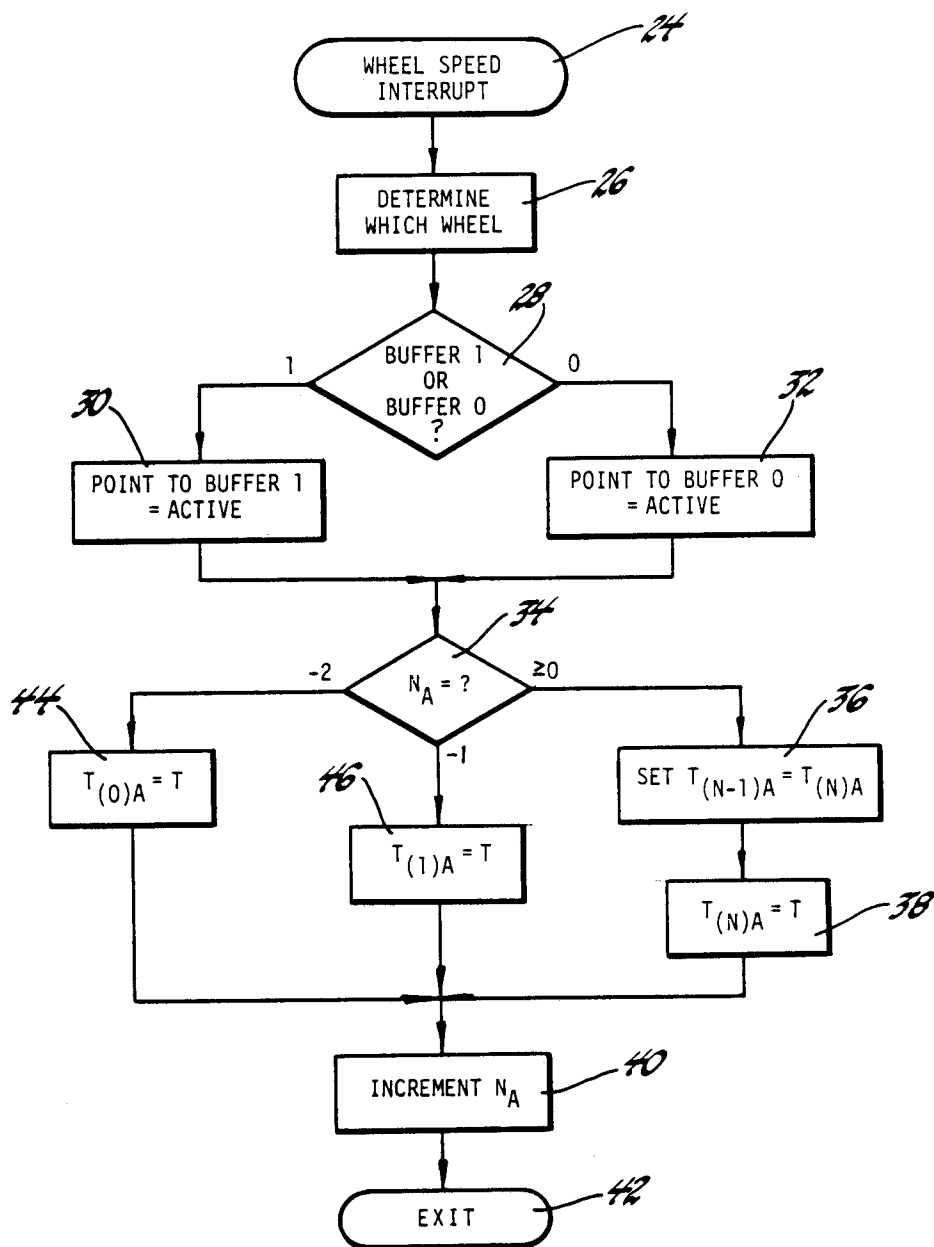 24
WHEEL SPEED
INTERRUPT
26
DETERMINE
WHICH WHEEL
28
1
BUFFER 1
OR
BUFFER 0
?
0
30
POINT TO BUFFER 1
= ACTIVE
32
POINT TO BUFFER 0
= ACTIVE
34
-2
N_A = ?
≥0
-1
44
T_(0)A = T
46
T_(1)A = T
36
SET T_(N-1)A = T_(N)A
T_(N)A = T
38
INCREMENT N_A
40
EXIT
42